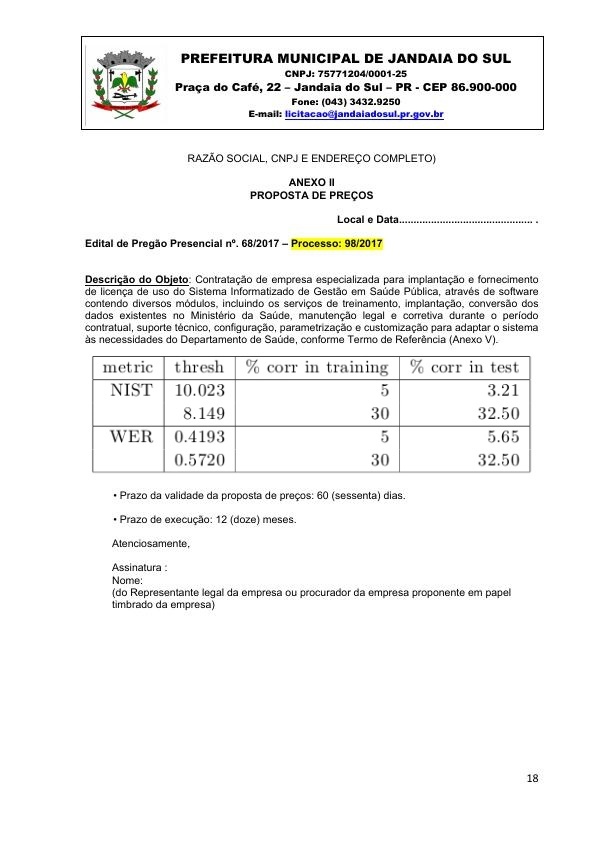 PREFEITURA MUNICIPAL DE JANDAIA DO SUL
CNPJ: 75771204/0001-25
Praça do Café, 22 – Jandaia do Sul – PR - CEP 86.900-000
Fone: (043) 3432.9250
E-mail: licitacao@jandaiadosul.pr.gov.br
RAZÃO SOCIAL, CNPJ E ENDEREÇO COMPLETO)
ANEXO II
PROPOSTA DE PREÇOS
Local e Data.............................................. .
Edital de Pregão Presencial nº. 68/2017 – Processo: 98/2017
Descrição do Objeto: Contratação de empresa especializada para implantação e fornecimento
de licença de uso do Sistema Informatizado de Gestão em Saúde Pública, através de software
contendo diversos módulos, incluindo os serviços de treinamento, implantação, conversão dos
dados existentes no Ministério da Saúde, manutenção legal e corretiva durante o período
contratual, suporte técnico, configuração, parametrização e customização para adaptar o sistema
às necessidades do Departamento de Saúde, conforme Termo de Referência (Anexo V).
metric thresh % corr in training % corr in test
NIST 10.023 5 3.21
8.149 30 32.50
WER 0.4193 5 5.65
0.5720 30 32.50
• Prazo da validade da proposta de preços: 60 (sessenta) dias.
• Prazo de execução: 12 (doze) meses.
Atenciosamente,
Assinatura :
Nome:
(do Representante legal da empresa ou procurador da empresa proponente em papel
timbrado da empresa)
18